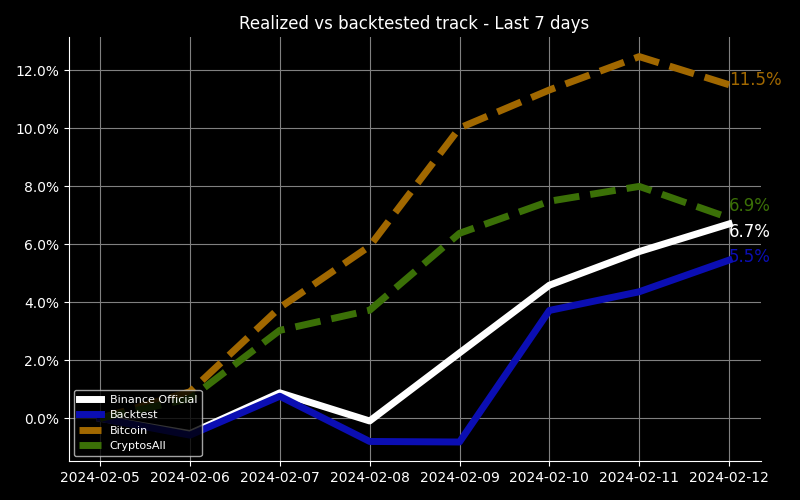 Realized vs backtested track - Last 7 days
12.0%
10.0%
8.0%
6.0%
4.0%
2.0%
0.0%
11.5%
6.9%
6.7%
5.5%
Binance Official
Backtest
Bitcoin
CryptosAll
2024-02-05 2024-02-06 2024-02-07 2024-02-08 2024-02-09 2024-02-10 2024-02-11 2024-02-12